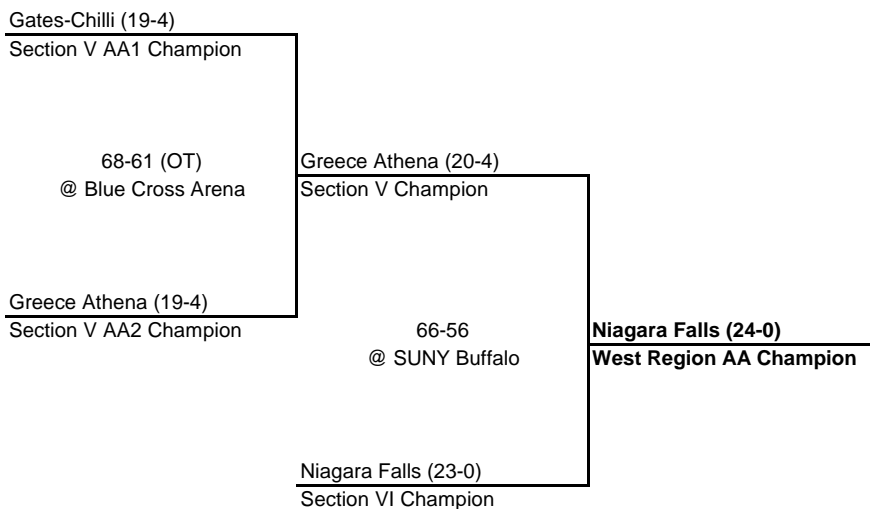 Gates-Chilli (19-4)
Section V AA1 Champion
68-61 (OT)
@ Blue Cross Arena
Greece Athena (20-4)
Section V Champion
Greece Athena (19-4)
Section V AA2 Champion
66-56
@ SUNY Buffalo
Niagara Falls (24-0)
West Region AA Champion
Niagara Falls (23-0)
Section VI Champion